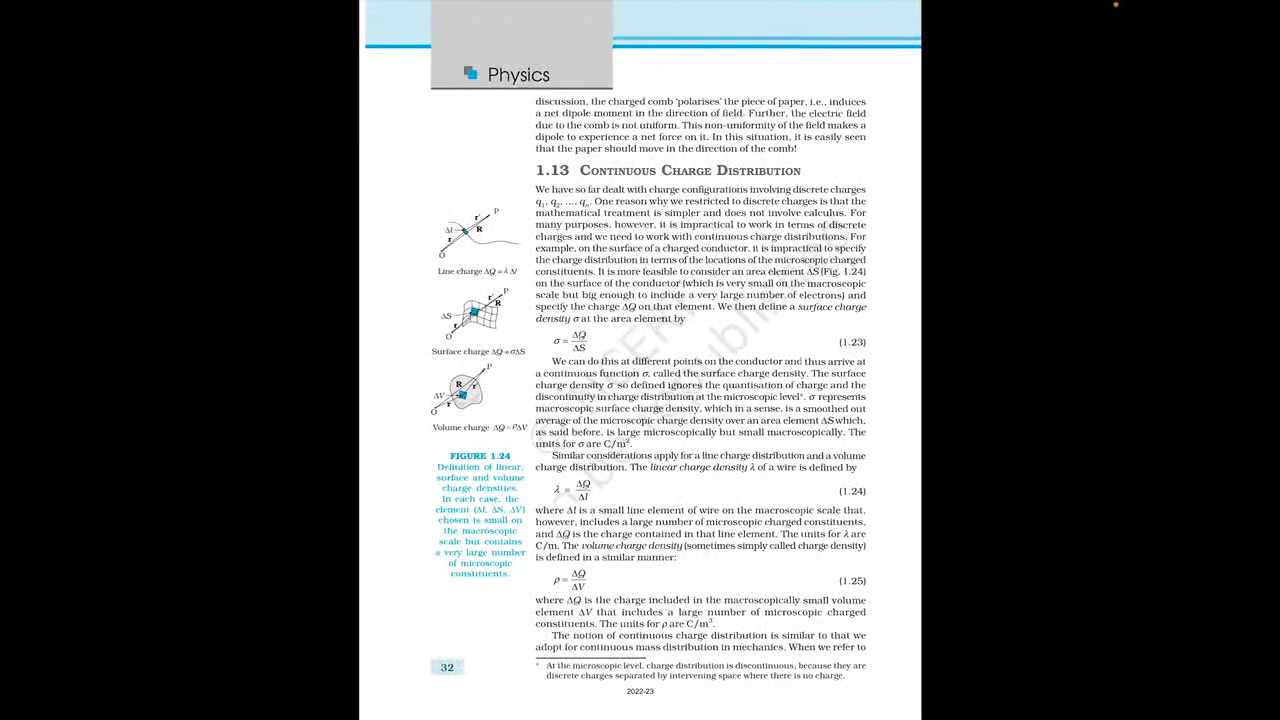 Physics
discussion, the charged comb 'polarises' the piece of paper, i.e., induces
a net dipole moment in the direction of field. Further, the electric field
due to the comb is not uniform. This non-uniformity of the field makes a
dipole to experience a net force on it. In this situation, it is easily seen
that the paper should move in the direction of the comb!
1.13 CONTINUOUS CHARGE DISTRIBUTION
We have so far dealt with charge configurations involving discrete charges
q₁, q₂, ..., qₙ. One reason why we restricted to discrete charges is that the
mathematical treatment is simpler and does not involve calculus. For
many purposes, however, it is impractical to work in terms of discrete
charges and we need to work with continuous charge distributions. For
example, on the surface of a charged conductor, it is impractical to specify
the charge distribution in terms of the locations of the microscopic charged
constituents. It is more feasible to consider an area element ΔS (Fig. 1.24)
on the surface of the conductor (which is very small on the macroscopic
scale but big enough to include a very large number of electrons) and
specify the charge ΔQ on that element. We then define a surface charge
density σ at the area element by
σ = ΔQ/ΔS (1.23)
We can do this at different points on the conductor and thus arrive at
a continuous function σ, called the surface charge density. The surface
charge density σ so defined ignores the quantisation of charge and the
discontinuity in charge distribution at the microscopic level*. σ represents
macroscopic surface charge density, which in a sense, is a smoothed out
average of the microscopic charge density over an area element ΔS which,
as said before, is large microscopically but small macroscopically. The
units for σ are C/m².
Similar considerations apply for a line charge distribution and a volume
charge distribution. The linear charge density λ of a wire is defined by
λ = ΔQ/Δl (1.24)
where Δl is a small line element of wire on the macroscopic scale that,
however, includes a large number of microscopic charged constituents,
and ΔQ is the charge contained in that line element. The units for λ are
C/m. The volume charge density (sometimes simply called charge density)
is defined in a similar manner:
ρ = ΔQ/ΔV (1.25)
where ΔQ is the charge included in the macroscopically small volume
element ΔV that includes a large number of microscopic charged
constituents. The units for ρ are C/m³.
The notion of continuous charge distribution is similar to that we
adopt for continuous mass distribution in mechanics. When we refer to
* At the microscopic level, charge distribution is discontinuous, because they are
discrete charges separated by intervening space where there is no charge.
P
r'
Δl
R
r
O
Line charge ΔQ = λ Δl
P
r'
R
ΔS
r
O
Surface charge ΔQ = σΔS
P
R
r'
ΔV
r
O
Volume charge ΔQ = ρΔV
FIGURE 1.24
Definition of linear,
surface and volume
charge densities.
In each case, the
element (Δl, ΔS, ΔV)
chosen is small on
the macroscopic
scale but contains
a very large number
of microscopic
constituents.
32
2022-23